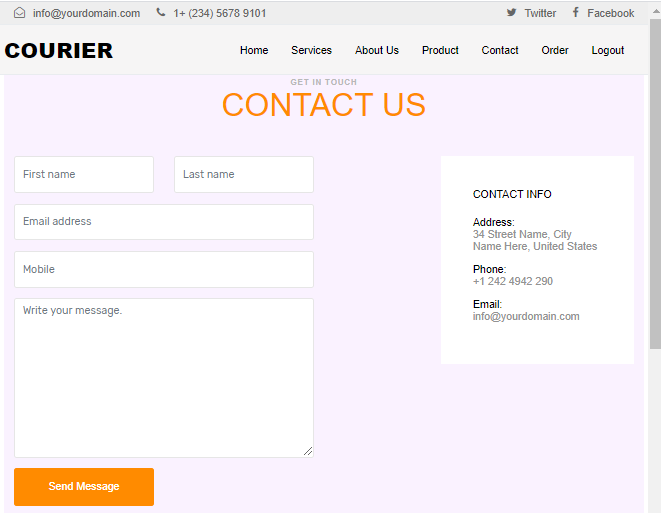 info@yourdomain.com 1+ (234) 5678 9101 Twitter Facebook
COURIER Home Services About Us Product Contact Order Logout
GET IN TOUCH
CONTACT US
First name Last name
Email address
Mobile
Write your message.
Send Message
CONTACT INFO
Address:
34 Street Name, City
Name Here, United States
Phone:
+1 242 4942 290
Email:
info@yourdomain.com